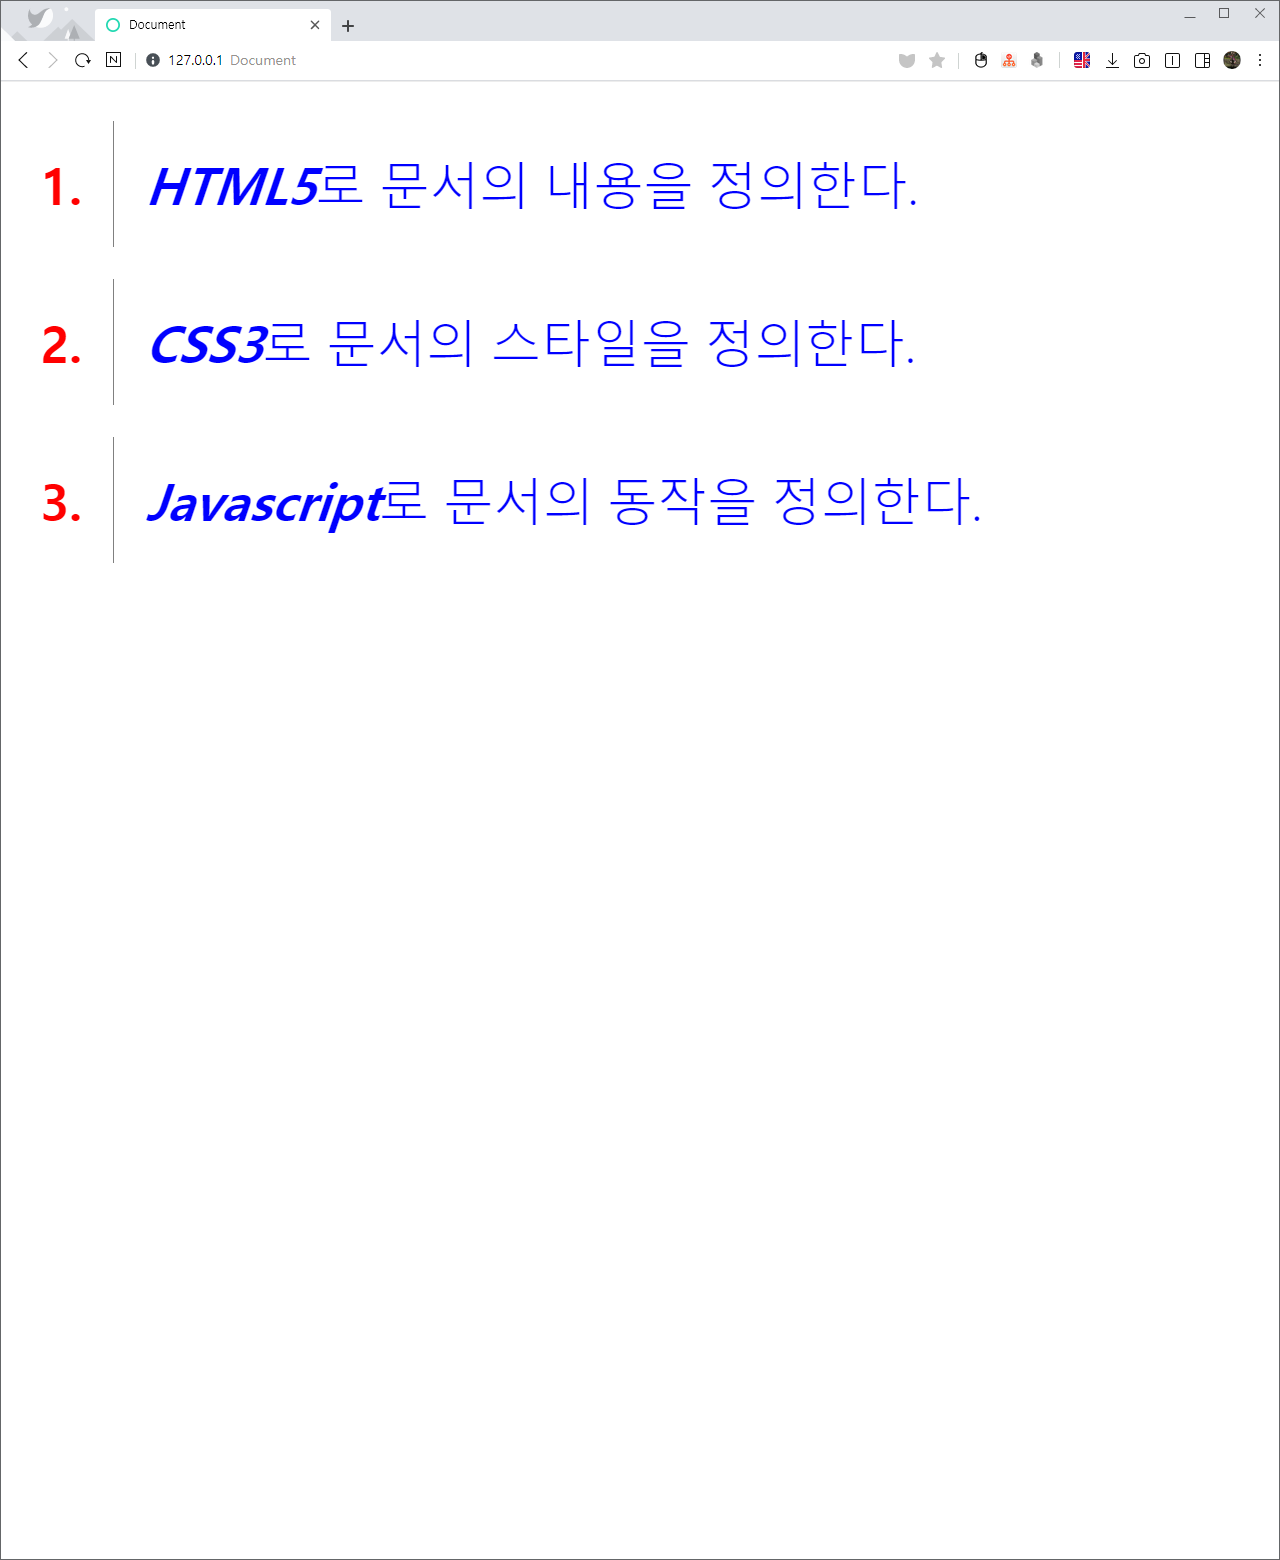 Document
N 127.0.0.1 Document
1. HTML5로 문서의 내용을 정의한다.
2. CSS3로 문서의 스타일을 정의한다.
3. Javascript로 문서의 동작을 정의한다.